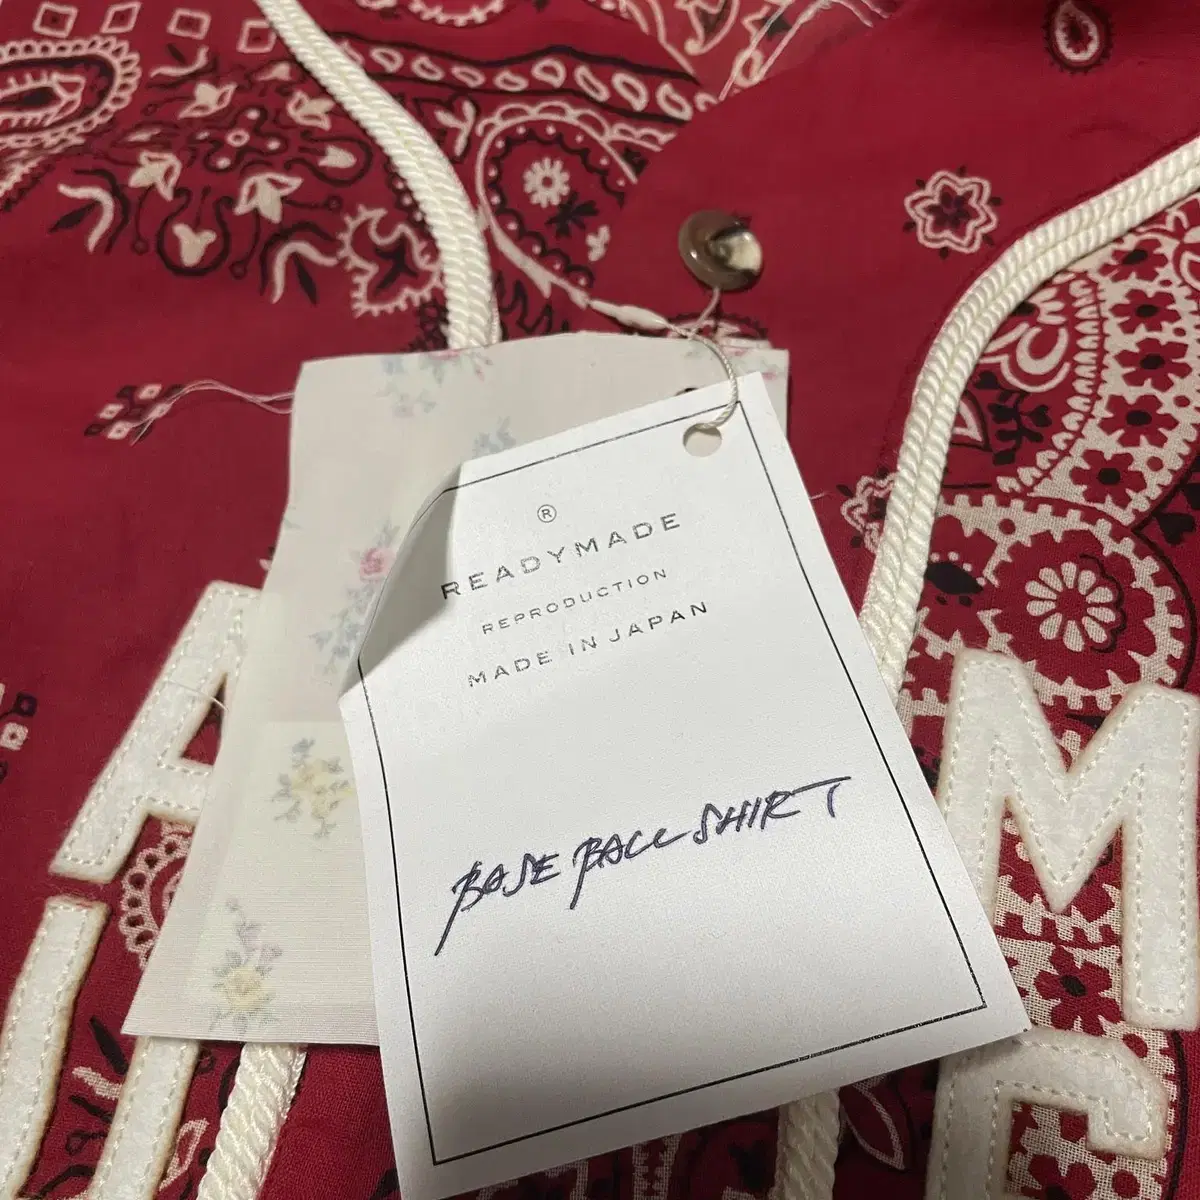 ®
READYMADE
REPRODUCTION
MADE IN JAPAN
BASE BALL SHIRT
A M